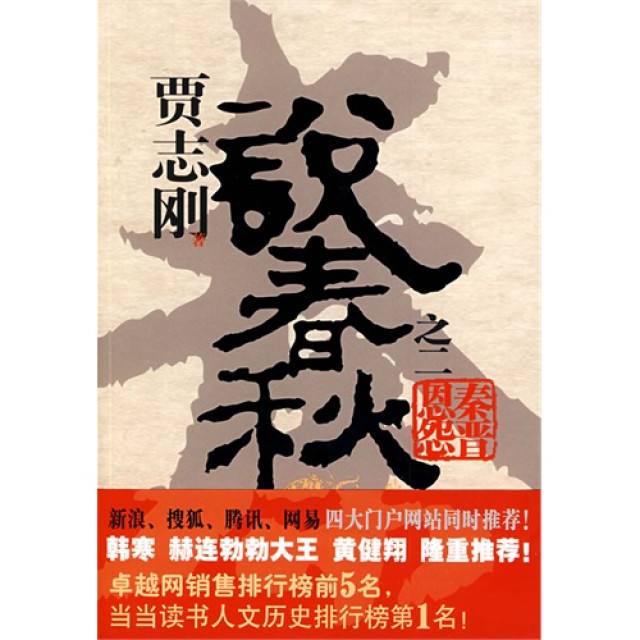 贾志刚
著
説春秋
之二
秦晋
恩怨
新浪、搜狐、腾讯、网易 四大门户网站同时推荐！
韩寒 赫连勃勃大王 黄健翔 隆重推荐！
卓越网销售排行榜前5名，
当当读书人文历史排行榜第1名！